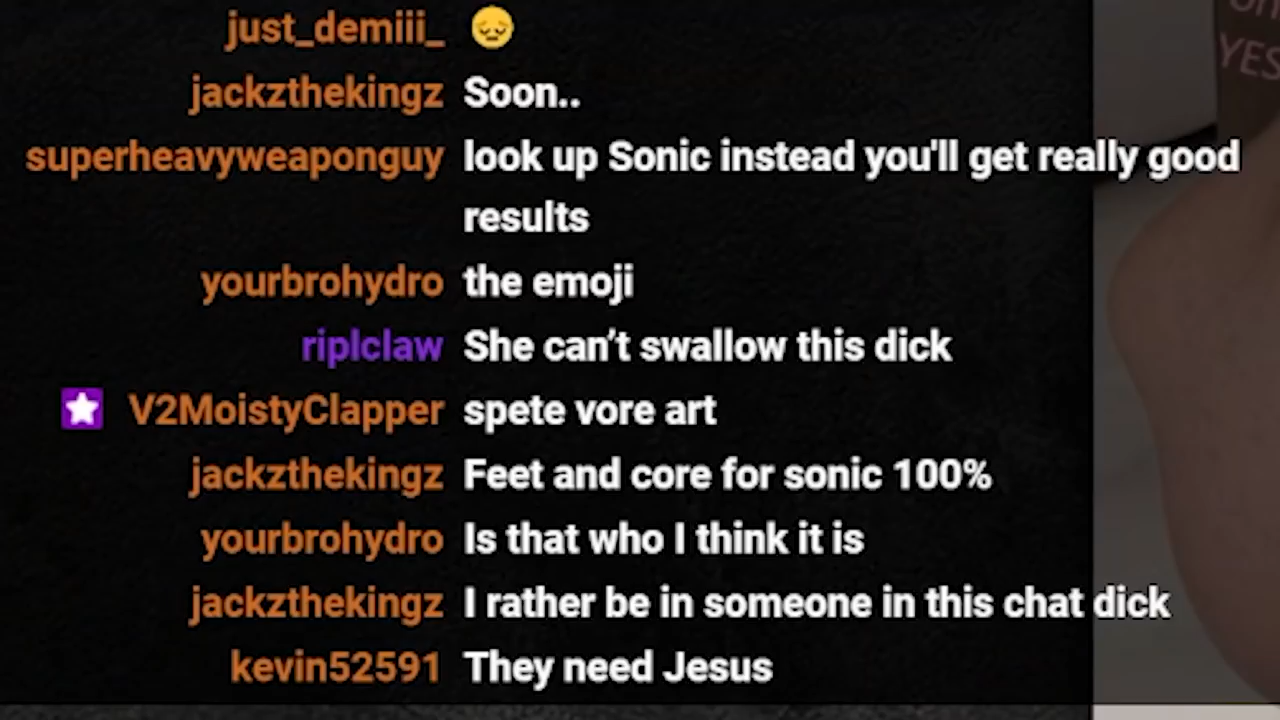 just_demiii_ 😞
jackzthekingz Soon..
superheavyweaponguy look up Sonic instead you'll get really good
results
yourbrohydro the emoji
riplclaw She can't swallow this dick
V2MoistyClapper spete vore art
jackzthekingz Feet and core for sonic 100%
yourbrohydro Is that who I think it is
jackzthekingz I rather be in someone in this chat dick
kevin52591 They need Jesus
YES